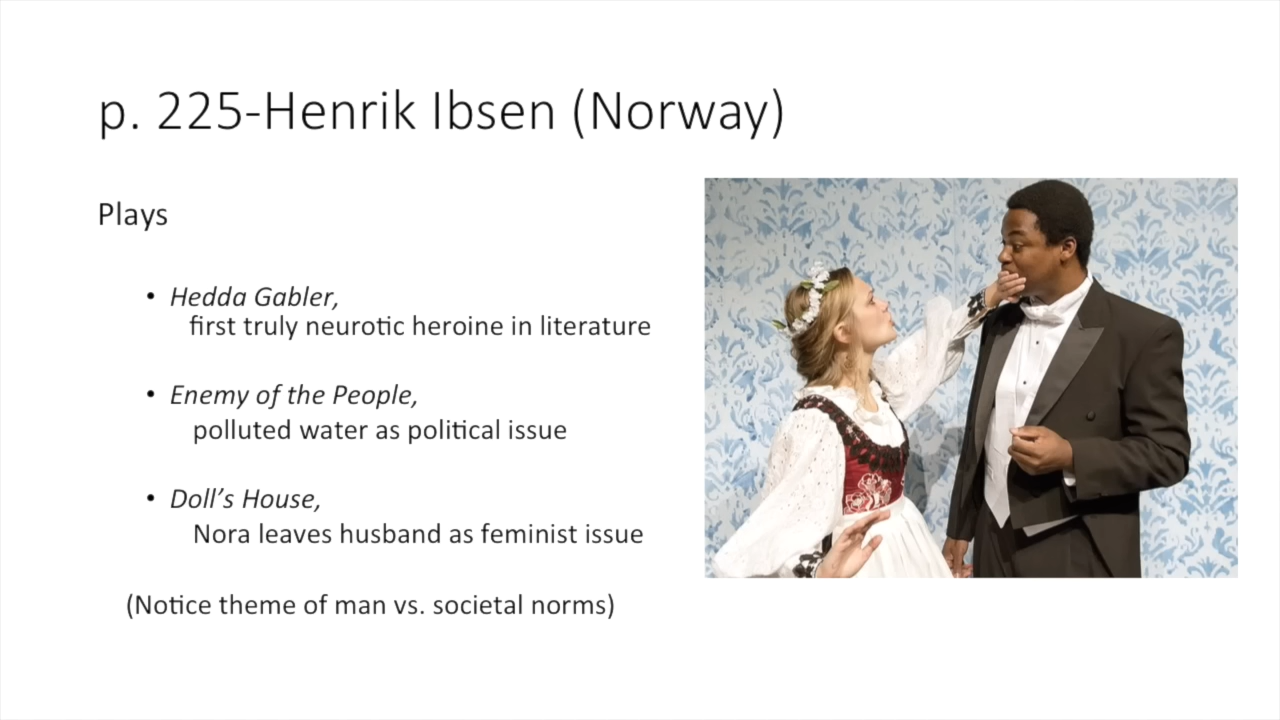 p. 225-Henrik Ibsen (Norway)
Plays
• Hedda Gabler,
first truly neurotic heroine in literature
• Enemy of the People,
polluted water as political issue
• Doll’s House,
Nora leaves husband as feminist issue
(Notice theme of man vs. societal norms)